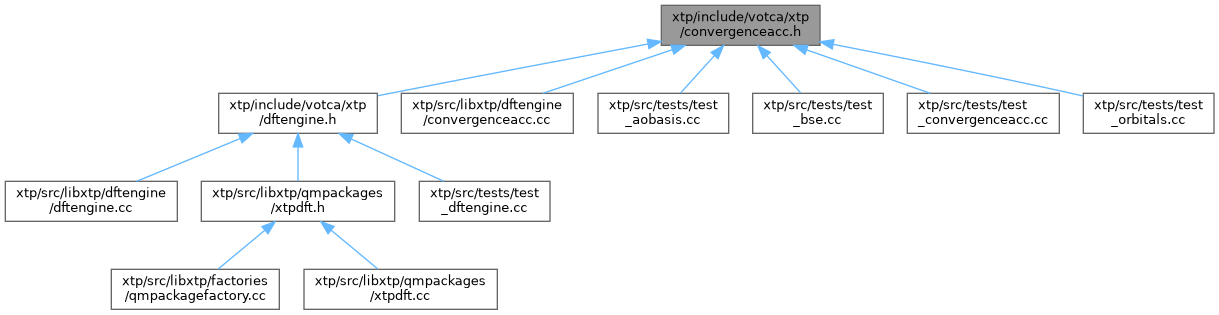 xtp/include/votca/xtp
/convergenceacc.h
xtp/include/votca/xtp
/dftengine.h
xtp/src/libxtp/dftengine
/convergenceacc.cc
xtp/src/tests/test
_aobasis.cc
xtp/src/tests/test
_bse.cc
xtp/src/tests/test
_convergenceacc.cc
xtp/src/tests/test
_orbitals.cc
xtp/src/libxtp/dftengine
/dftengine.cc
xtp/src/libxtp/qmpackages
/xtpdft.h
xtp/src/tests/test
_dftengine.cc
xtp/src/libxtp/factories
/qmpackagefactory.cc
xtp/src/libxtp/qmpackages
/xtpdft.cc